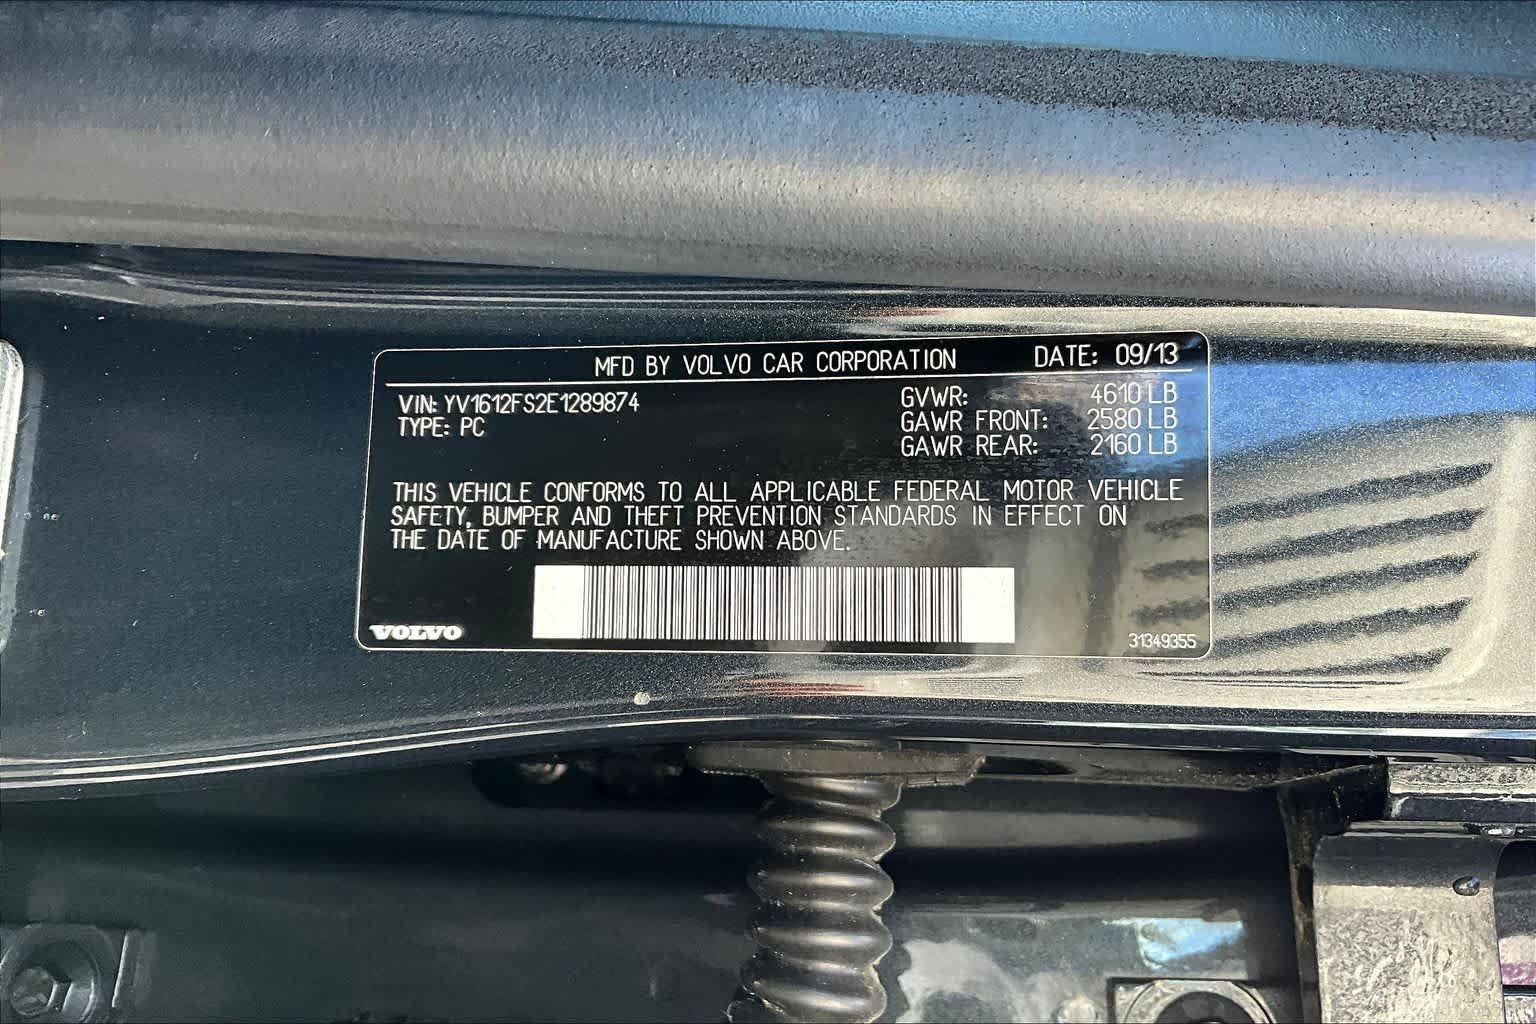 MFD BY VOLVO CAR CORPORATION DATE: 09/13
VIN: YV1612FS2E1289874 GVWR: 4610 LB
TYPE: PC GAWR FRONT: 2580 LB
GAWR REAR: 2160 LB
THIS VEHICLE CONFORMS TO ALL APPLICABLE FEDERAL MOTOR VEHICLE
SAFETY, BUMPER AND THEFT PREVENTION STANDARDS IN EFFECT ON
THE DATE OF MANUFACTURE SHOWN ABOVE.
VOLVO 31349355